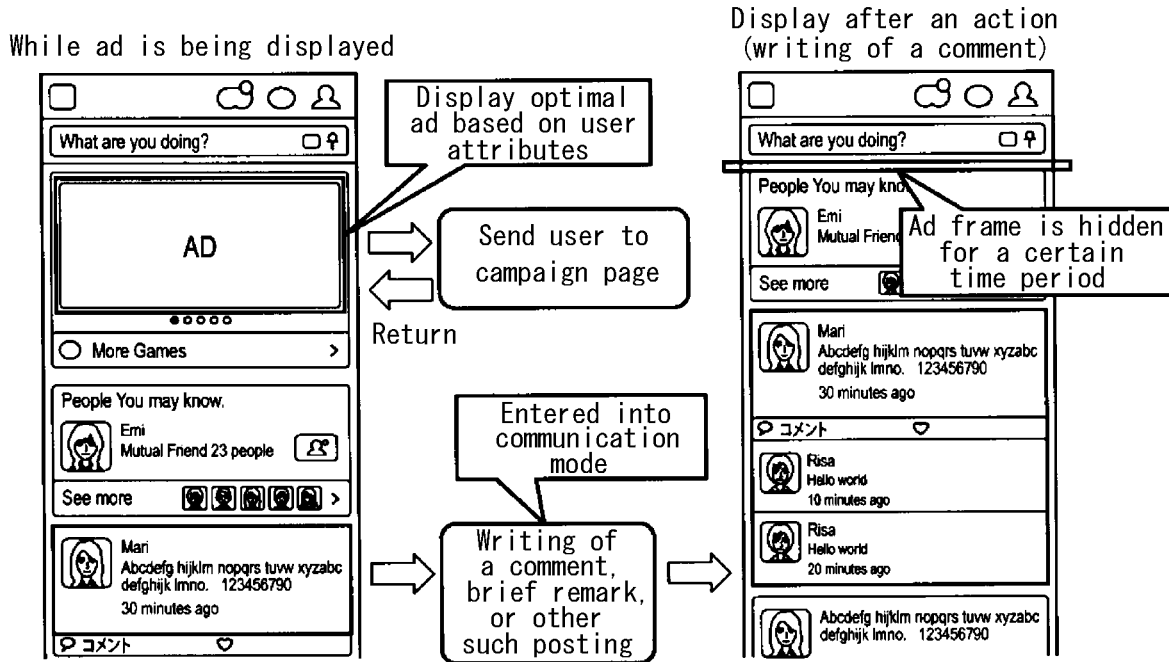 While ad is being displayed
What are you doing?
AD
More Games
People You may know.
Emi
Mutual Friend 23 people
See more
Mari
Abcdefg hijklm nopqrs tuvw xyzabc
defghijk lmno. 123456790
30 minutes ago
コメント
Display optimal
ad based on user
attributes
Send user to
campaign page
Return
Entered into
communication
mode
Writing of
a comment,
brief remark,
or other
such posting
Display after an action
(writing of a comment)
What are you doing?
People You may know
Emi
Mutual Friend
See more
Ad frame is hidden
for a certain
time period
Mari
Abcdefg hijklm nopqrs tuvw xyzabc
defghijk lmno. 123456790
30 minutes ago
コメント
Risa
Hello world
10 minutes ago
Risa
Hello world
20 minutes ago
Abcdefg hijklm nopqrs tuvw xyzabc
defghijk lmno. 123456790